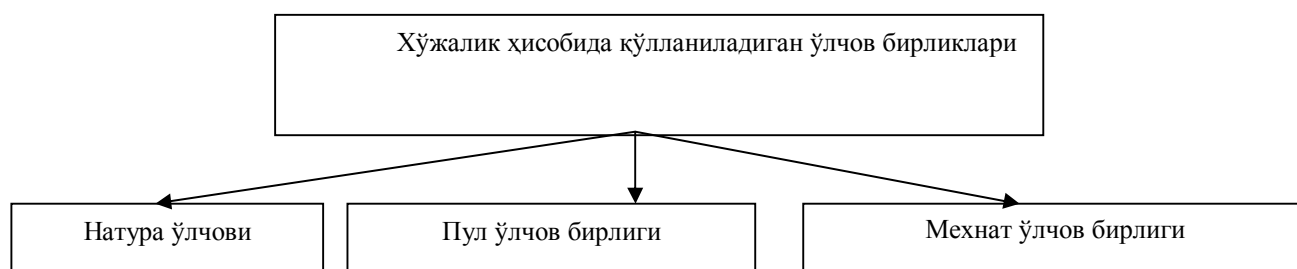 Хўжалик ҳисобида қўлланиладиган ўлчов бирликлари
Натура ўлчови
Пул ўлчов бирлиги
Мехнат ўлчов бирлиги